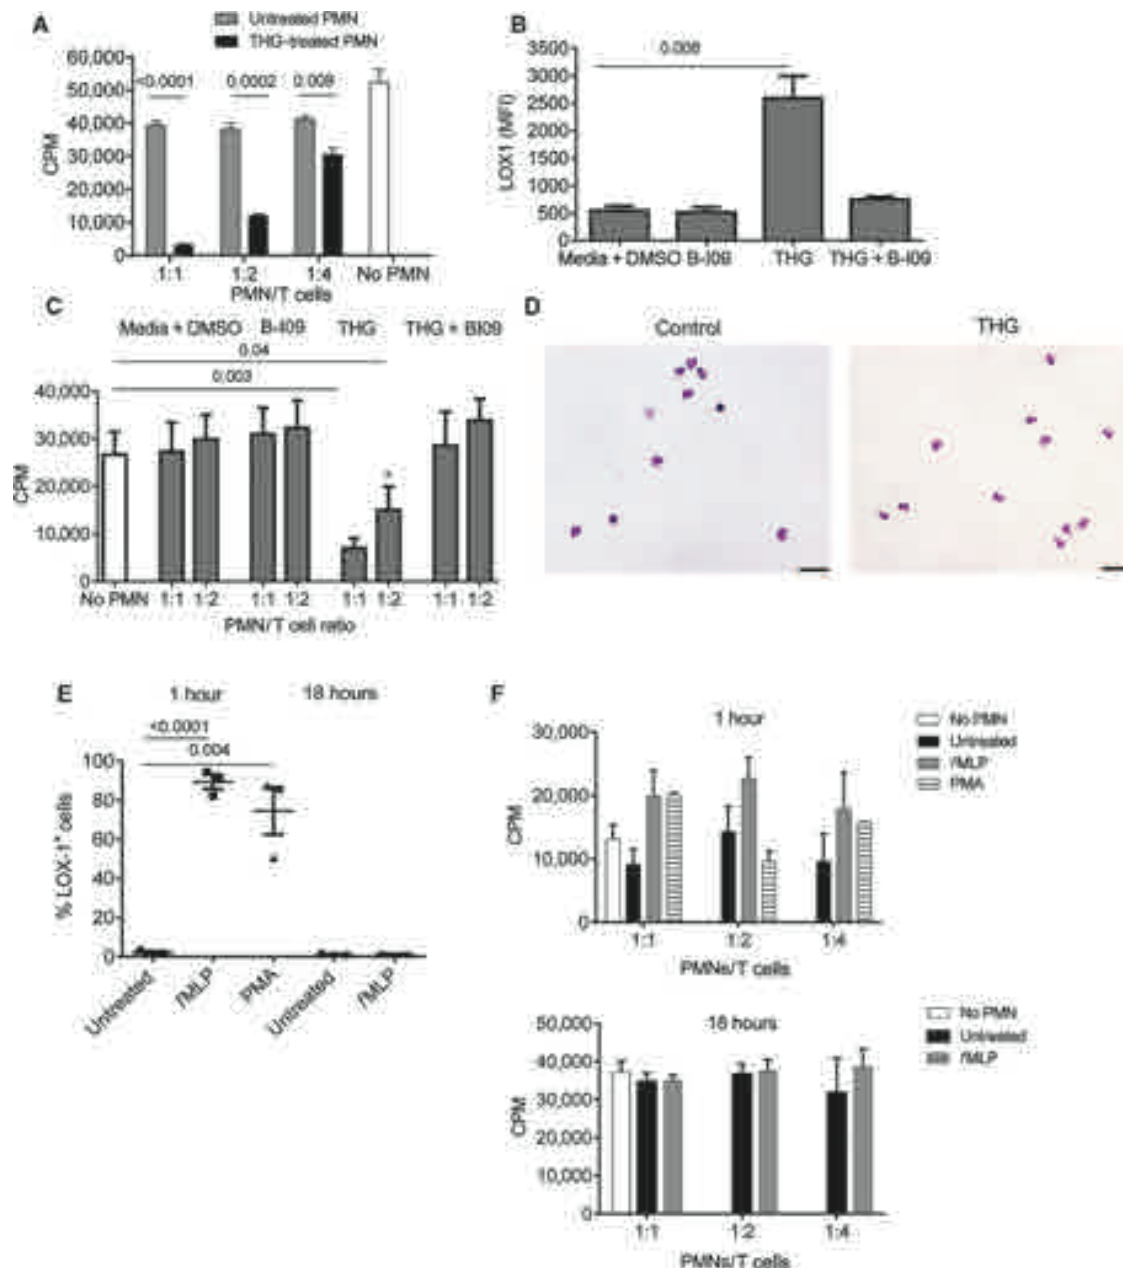 A
Untreated PMN
THG-treated PMN
CPM
60,000
50,000
40,000
30,000
20,000
10,000
0
<0.0001
0.0002
0.009
1:1
1:2
1:4
No PMN
PMN/T cells
B
LOX1 (MFI)
3500
3000
2500
2000
1500
1000
500
0
0.008
Media + DMSO
B-I09
THG
THG + B-I09
C
Media + DMSO
B-I09
THG
THG + BI09
0.04
0.003
CPM
40,000
30,000
20,000
10,000
0
*
No PMN
1:1
1:2
1:1
1:2
1:1
1:2
1:1
1:2
PMN/T cell ratio
D
Control
THG
E
1 hour
18 hours
<0.0001
0.004
% LOX-1+ cells
100
80
60
40
20
0
Untreated
fMLP
PMA
Untreated
fMLP
F
1 hour
No PMN
Untreated
fMLP
PMA
CPM
30,000
20,000
10,000
0
1:1
1:2
1:4
PMNs/T cells
18 hours
No PMN
Untreated
fMLP
CPM
50,000
40,000
30,000
20,000
10,000
0
1:1
1:2
1:4
PMNs/T cells